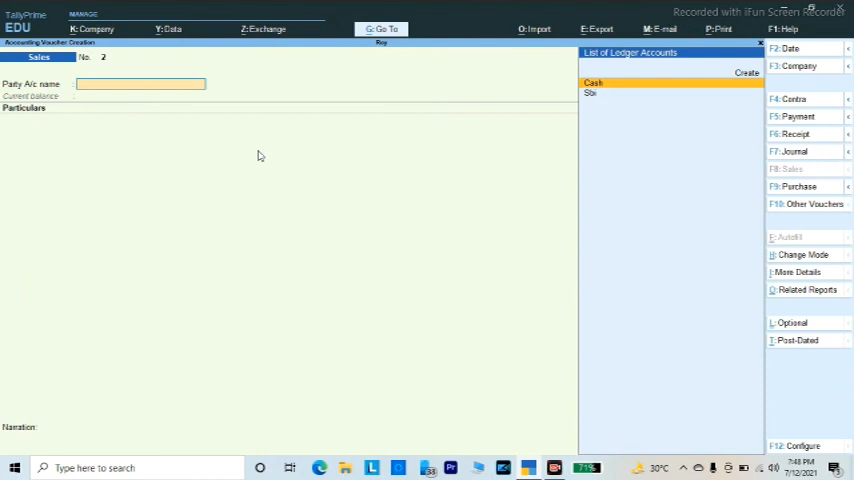 Recorded with iFun Screen Recorder
TallyPrime
EDU
MANAGE
K:Company
Y:Data
Z:Exchange
G:Go To
O:Import
E:Export
M:E-mail
P:Print
F1:Help
Accounting Voucher Creation
Roy
Sales No. 2
Party A/c name :
Current balance :
Particulars
List of Ledger Accounts
Create
Cash
Sbi
F2:Date
F3:Company
F4:Contra
F5:Payment
F6:Receipt
F7:Journal
F8:Sales
F9:Purchase
F10:Other Vouchers
E:Autofill
H:Change Mode
I:More Details
O:Related Reports
L:Optional
T:Post-Dated
F12:Configure
Narration:
Type here to search
71%
30°C
7:48 PM
7/12/2021